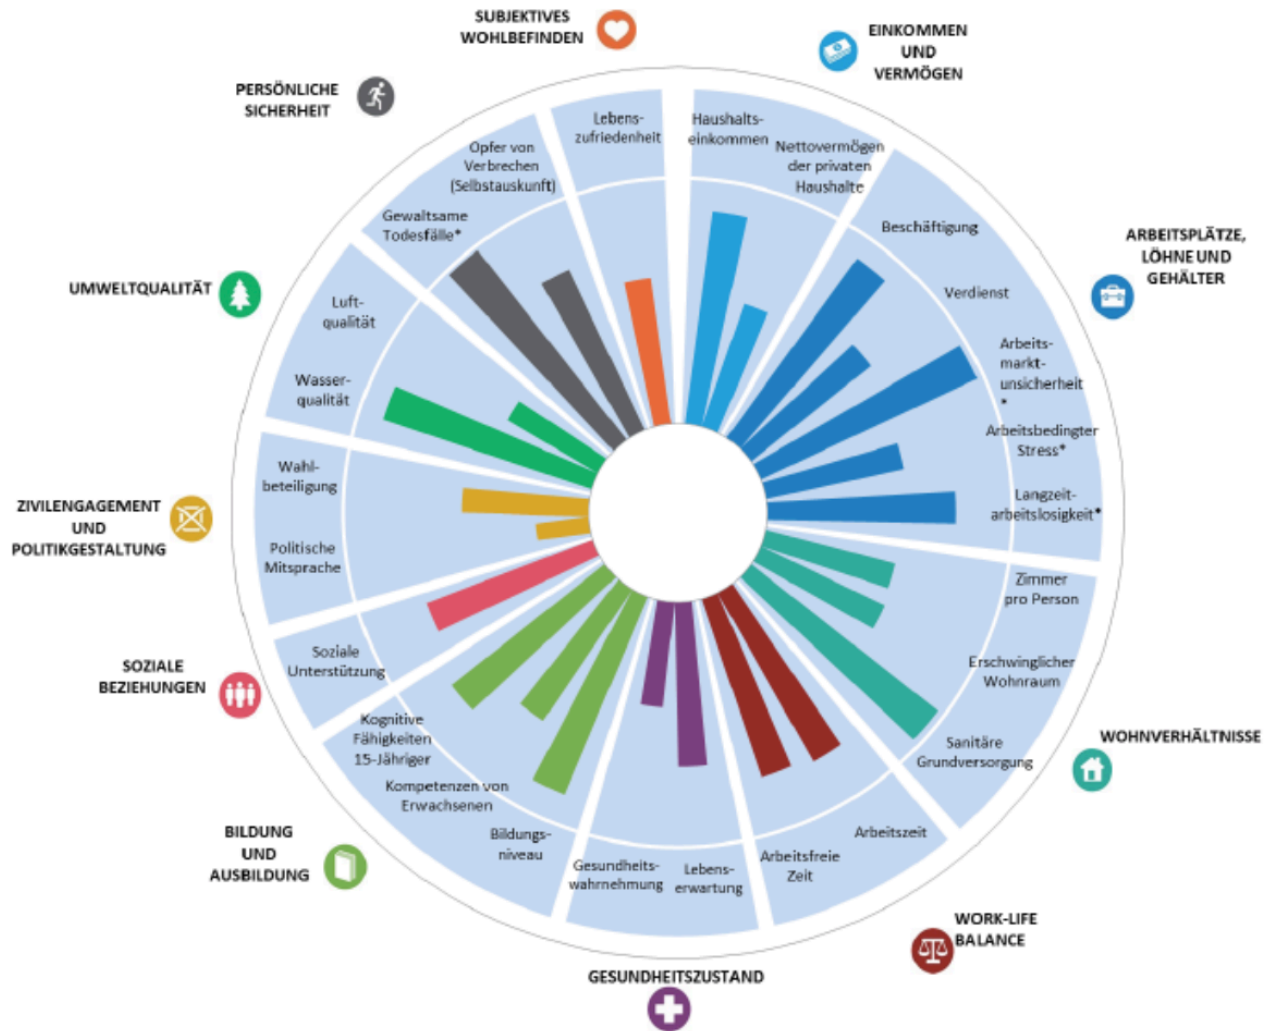 SUBJEKTIVES
WOHLBEFINDEN
EINKOMMEN
UND
VERMÖGEN
PERSÖNLICHE
SICHERHEIT
Lebens-
zufriedenheit
Haushalts-
einkommen
Nettovermögen
der privaten
Haushalte
Opfer von
Verbrechen
(Selbstauskunft)
Gewaltsame
Todesfälle*
Beschäftigung
ARBEITSPLÄTZE,
LÖHNE UND
GEHÄLTER
UMWELTQUALITÄT
Luft-
qualität
Verdienst
Wasser-
qualität
Arbeits-
markt-
unsicherheit
*
Arbeitsbedingter
Stress*
Wahl-
beteiligung
Langzeit-
arbeitslosigkeit*
ZIVILENGAGEMENT
UND
POLITIKGESTALTUNG
Politische
Mitsprache
Zimmer
pro Person
SOZIALE
BEZIEHUNGEN
Soziale
Unterstützung
Erschwinglicher
Wohnraum
Kognitive
Fähigkeiten
15-Jähriger
Sanitäre
Grundversorgung
WOHNVERHÄLTNISSE
Kompetenzen von
Erwachsenen
BILDUNG
UND
AUSBILDUNG
Bildungs-
niveau
Gesundheits-
wahrnehmung
Lebens-
erwartung
Arbeitsfreie
Zeit
Arbeitszeit
WORK-LIFE
BALANCE
GESUNDHEITSZUSTAND